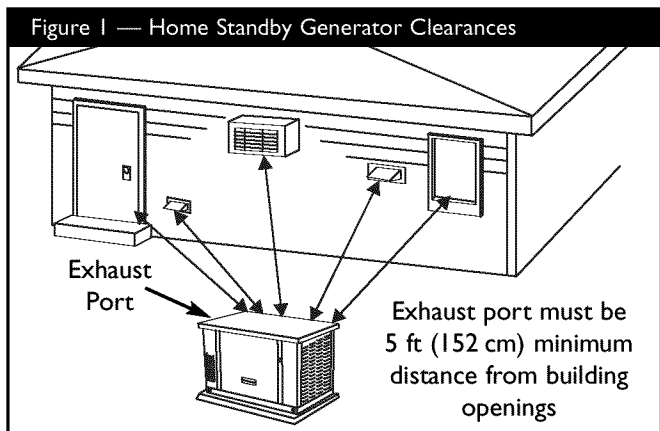 Figure 1 — Home Standby Generator Clearances
Exhaust
Port
Exhaust port must be
5 ft (152 cm) minimum
distance from building
openings